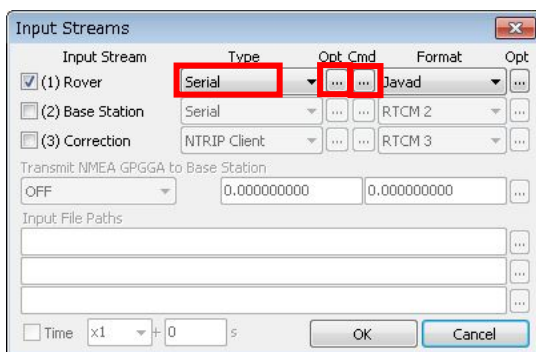 Input Streams
Input Stream Type Opt Cmd Format Opt
(1) Rover Serial ... ... Javad ...
(2) Base Station Serial ... ... RTCM 2
(3) Correction NTRIP Client ... ... RTCM 3
Transmit NMEA GPGGA to Base Station
OFF 0.000000000 0.000000000 ...
Input File Paths
...
...
...
Time x1 + 0 s OK Cancel